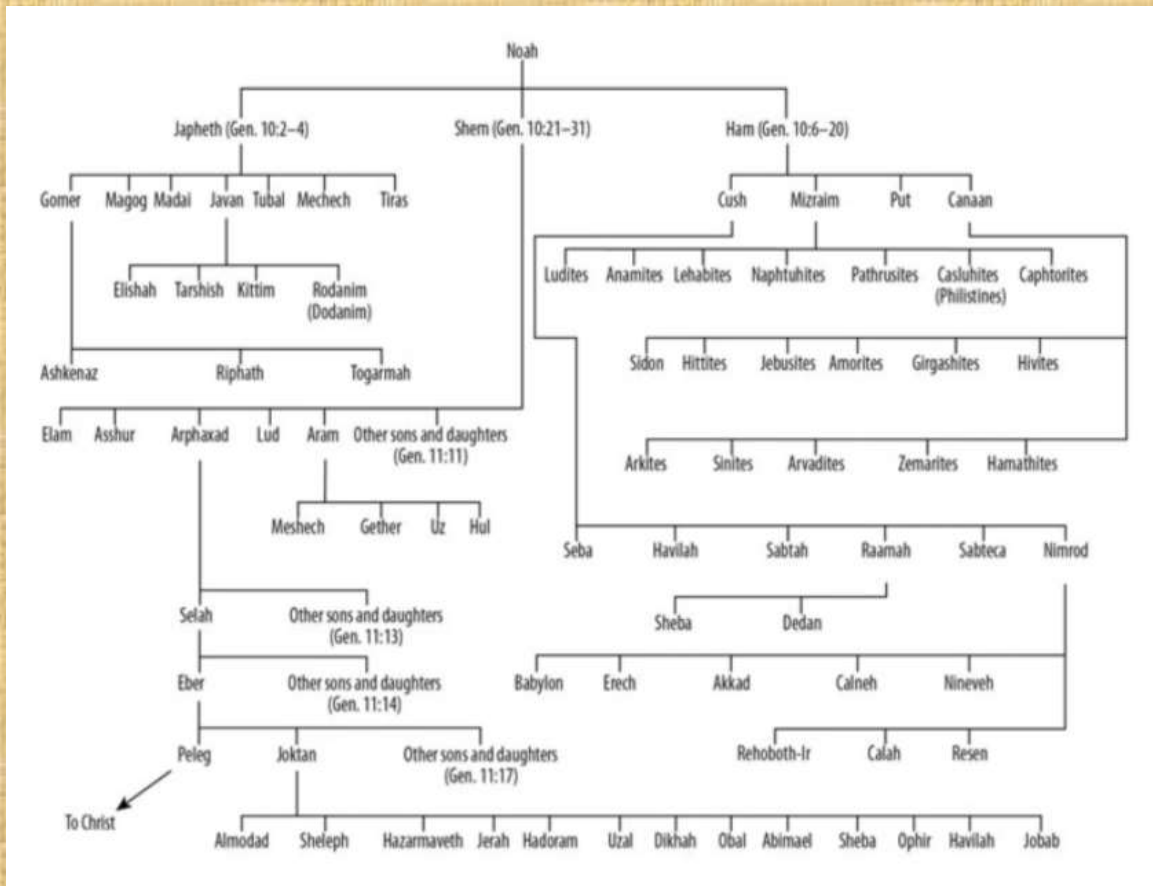 Noah
Japheth (Gen. 10:2–4) Shem (Gen. 10:21–31) Ham (Gen. 10:6–20)
Gomer Magog Madai Javan Tubal Mechech Tiras Cush Mizraim Put Canaan
Ludites Anamites Lehabites Naphtuhites Pathrusites Casluhites Caphtorites
(Philistines)
Elishah Tarshish Kittim Rodanim
(Dodanim)
Sidon Hittites Jebusites Amorites Girgashites Hivites
Ashkenaz Riphath Togarmah
Elam Asshur Arphaxad Lud Aram Other sons and daughters
(Gen. 11:11)
Arkites Sinites Arvadites Zemarites Hamathites
Meshech Gether Uz Hul
Seba Havilah Sabtah Raamah Sabteca Nimrod
Selah Other sons and daughters
(Gen. 11:13)
Sheba Dedan
Eber Other sons and daughters
(Gen. 11:14)
Babylon Erech Akkad Calneh Nineveh
Peleg Joktan Other sons and daughters
(Gen. 11:17)
Rehoboth-Ir Calah Resen
To Christ
Almodad Sheleph Hazarmaveth Jerah Hadoram Uzal Dikhah Obal Abimael Sheba Ophir Havilah Jobab